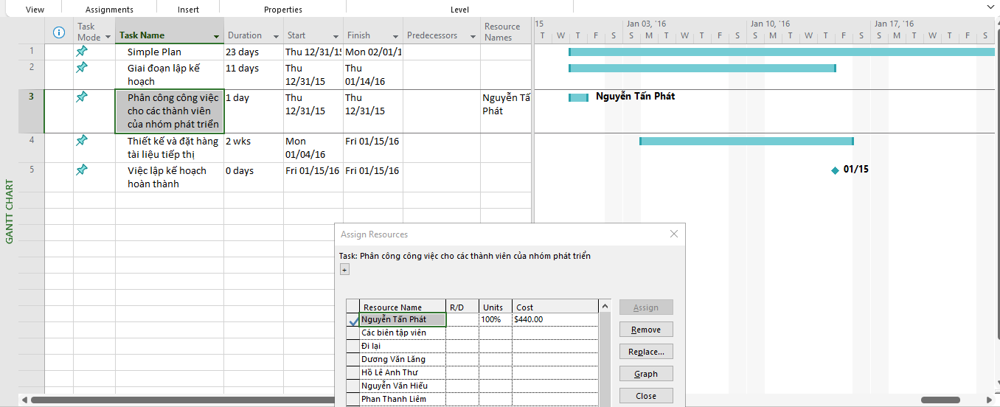 View Assignments Insert Properties Level
Task Mode Task Name Duration Start Finish Predecessors Resource Names
15 Jan 03, '16 Jan 10, '16 Jan 17, '16
T W T F S S M T W T F S S M T W T F S S M T W T F S
1 Simple Plan 23 days Thu 12/31/15 Mon 02/01/1
2 Giai đoạn lập kế hoạch 11 days Thu 12/31/15 Thu 01/14/16
3 Phân công công việc cho các thành viên của nhóm phát triển 1 day Thu 12/31/15 Thu 12/31/15 Nguyễn Tấ Phát Nguyễn Tấn Phát
4 Thiết kế và đặt hàng tài liệu tiếp thị 2 wks Mon 01/04/16 Fri 01/15/16
5 Việc lập kế hoạch hoàn thành 0 days Fri 01/15/16 Fri 01/15/16 01/15
GANTT CHART
Assign Resources
Task: Phân công công việc cho các thành viên của nhóm phát triển
+
Resource Name R/D Units Cost
Nguyễn Tấn Phát 100% $440.00
Các biên tập viên
Đi lại
Dương Văn Lăng
Hồ Lê Anh Thư
Nguyễn Văn Hiếu
Phan Thanh Liêm
Assign
Remove
Replace...
Graph
Close